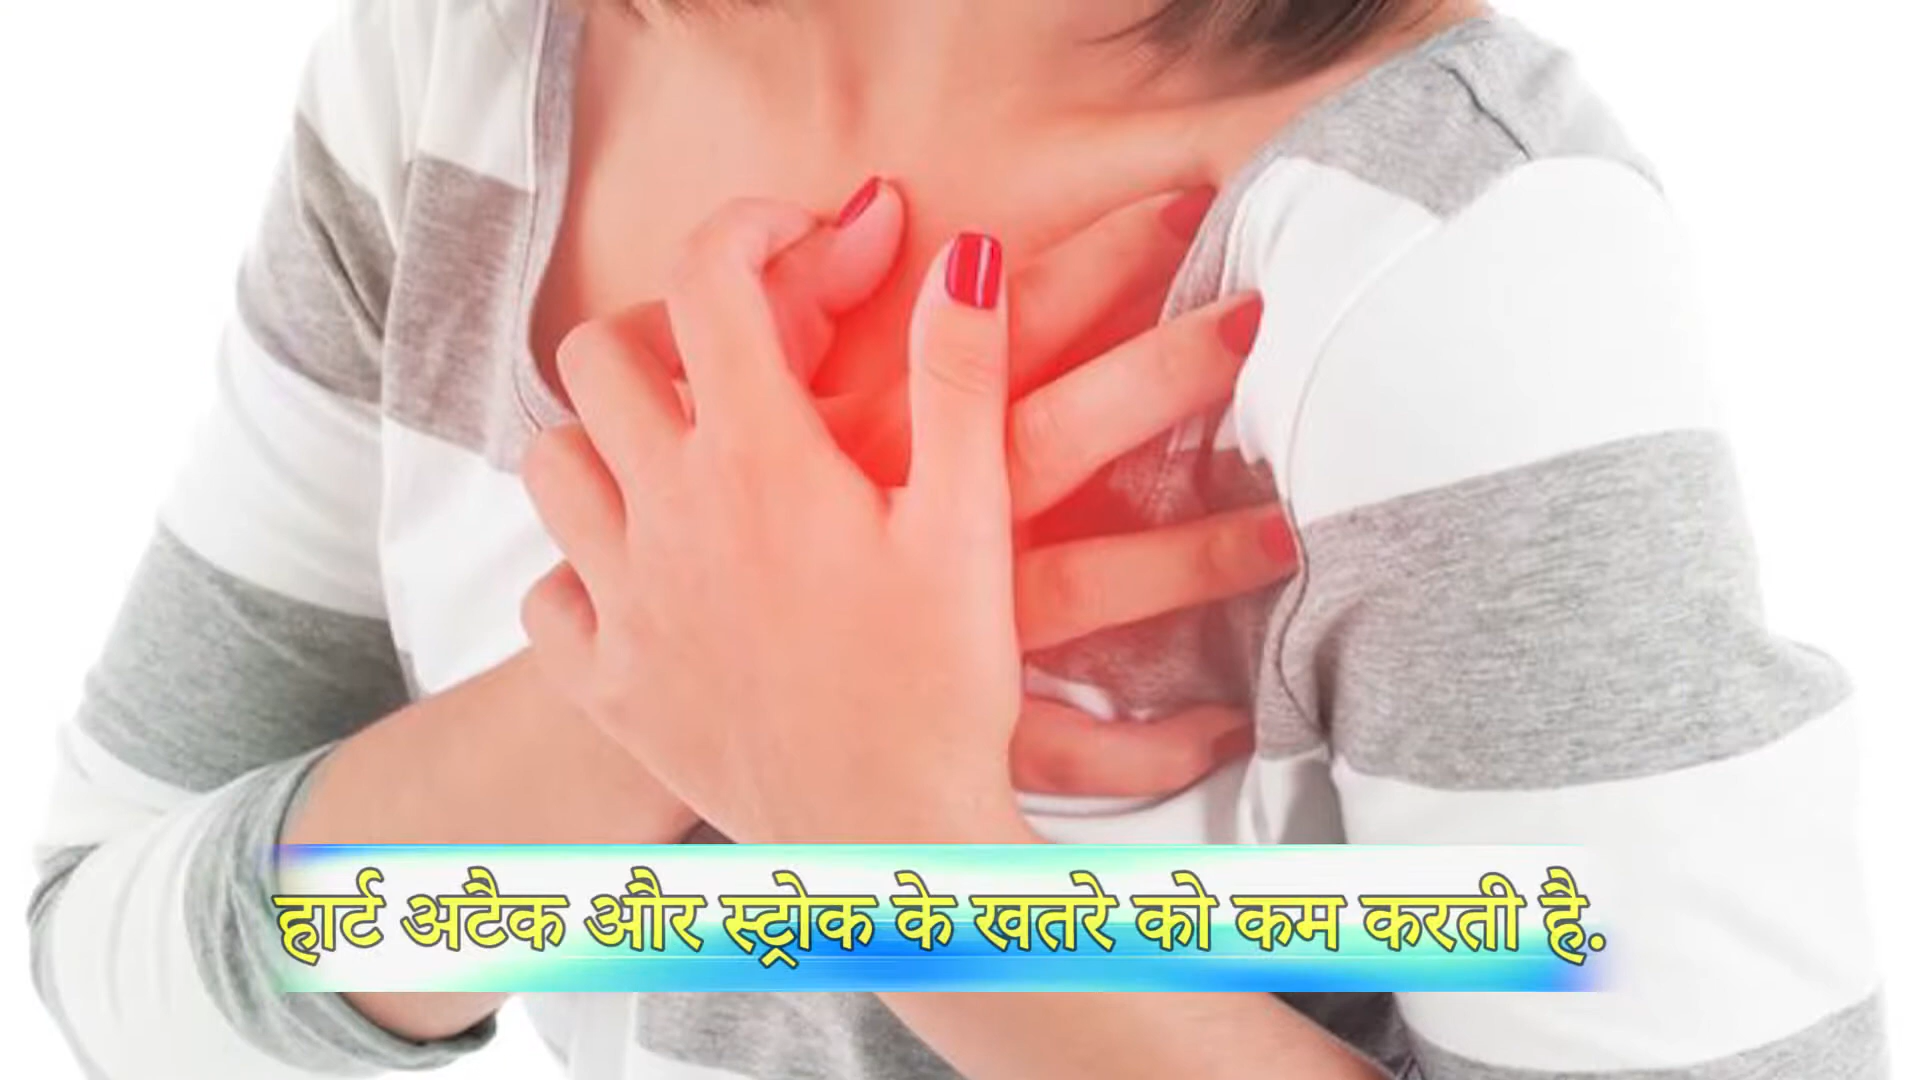 हार्ट अटैक और स्ट्रोक के खतरे को कम करती है.